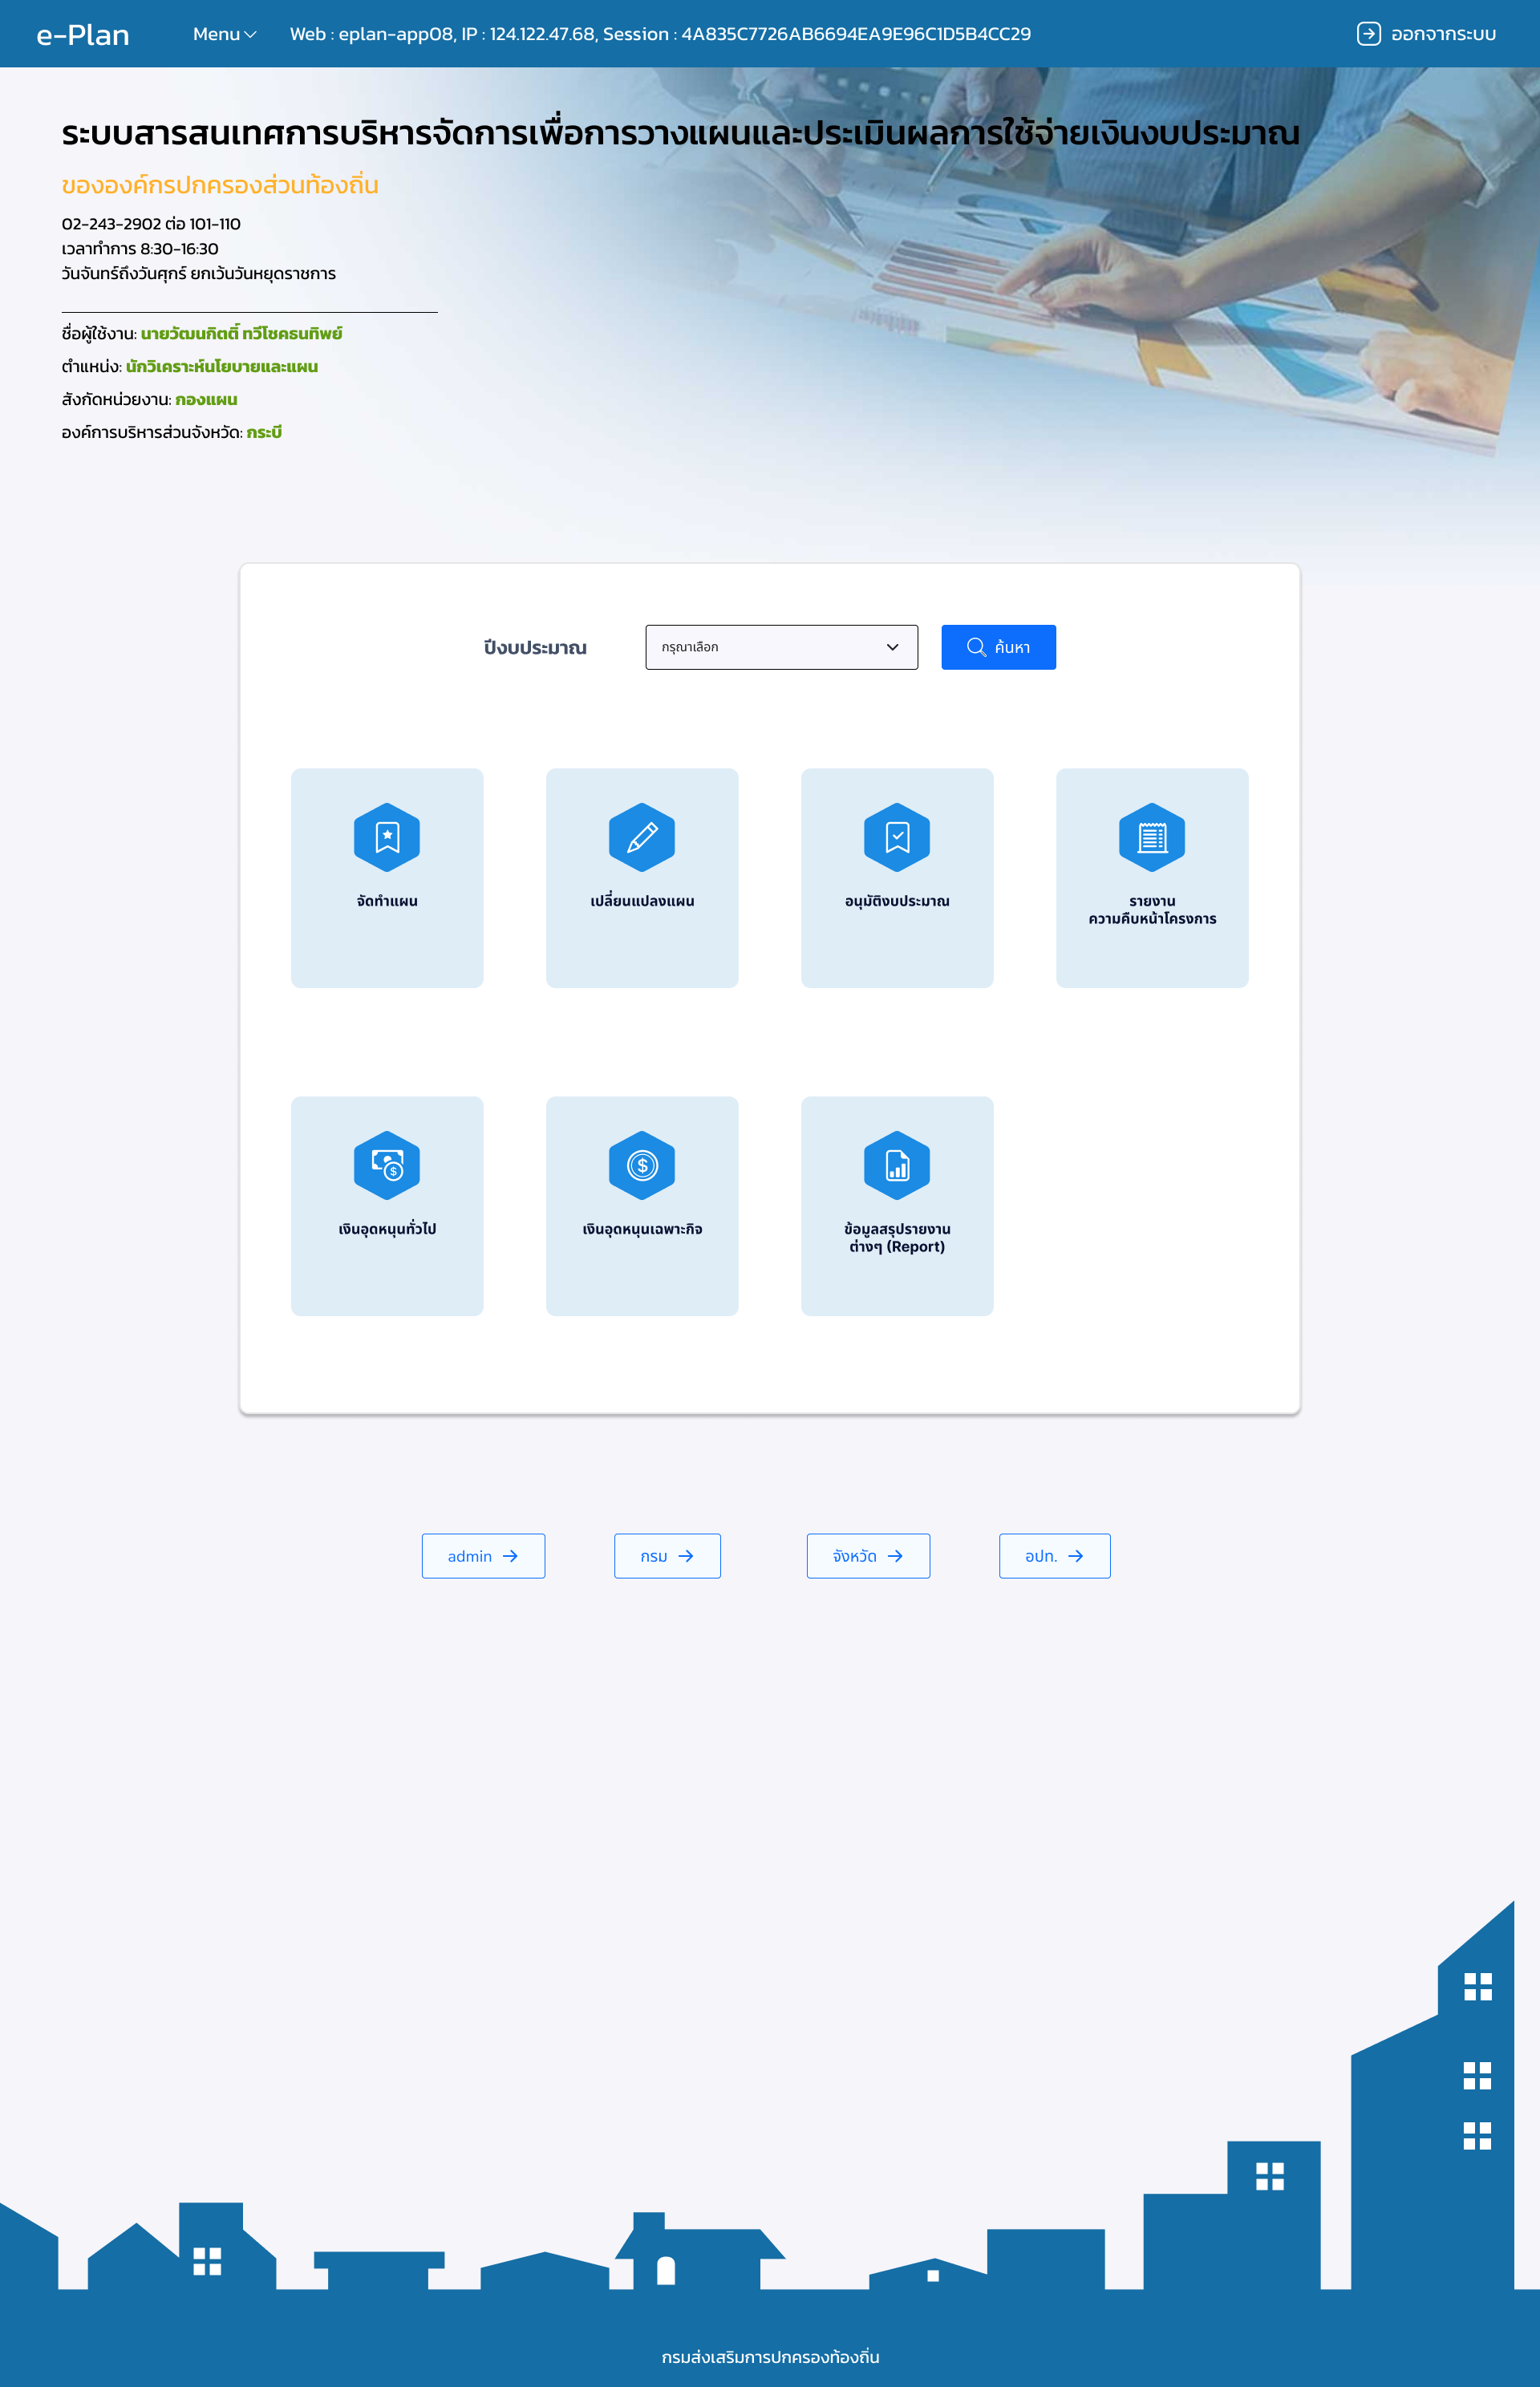 e-Plan
Menu
Web : eplan-app08, IP : 124.122.47.68, Session : 4A835C7726AB6694EA9E96C1D5B4CC29
ออกจากระบบ
ระบบสารสนเทศการบริหารจัดการเพื่อการวางแผนและประเมินผลการใช้จ่ายเงินงบประมาณ
ขององค์กรปกครองส่วนท้องถิ่น
02-243-2902 ต่อ 101-110
เวลาทำการ 8:30-16:30
วันจันทร์ถึงวันศุกร์ ยกเว้นวันหยุดราชการ
ชื่อผู้ใช้งาน: นายวัฒนกิตติ์ ทวีโชคธนทิพย์
ตำแหน่ง: นักวิเคราะห์นโยบายและแผน
สังกัดหน่วยงาน: กองแผน
องค์การบริหารส่วนจังหวัด: กระบี่
ปีงบประมาณ
กรุณาเลือก
ค้นหา
จัดทำแผน
เปลี่ยนแปลงแผน
อนุมัติงบประมาณ
รายงาน
ความคืบหน้าโครงการ
เงินอุดหนุนทั่วไป
เงินอุดหนุนเฉพาะกิจ
ข้อมูลสรุปรายงาน
ต่างๆ (Report)
admin
กรม
จังหวัด
อปท.
กรมส่งเสริมการปกครองท้องถิ่น